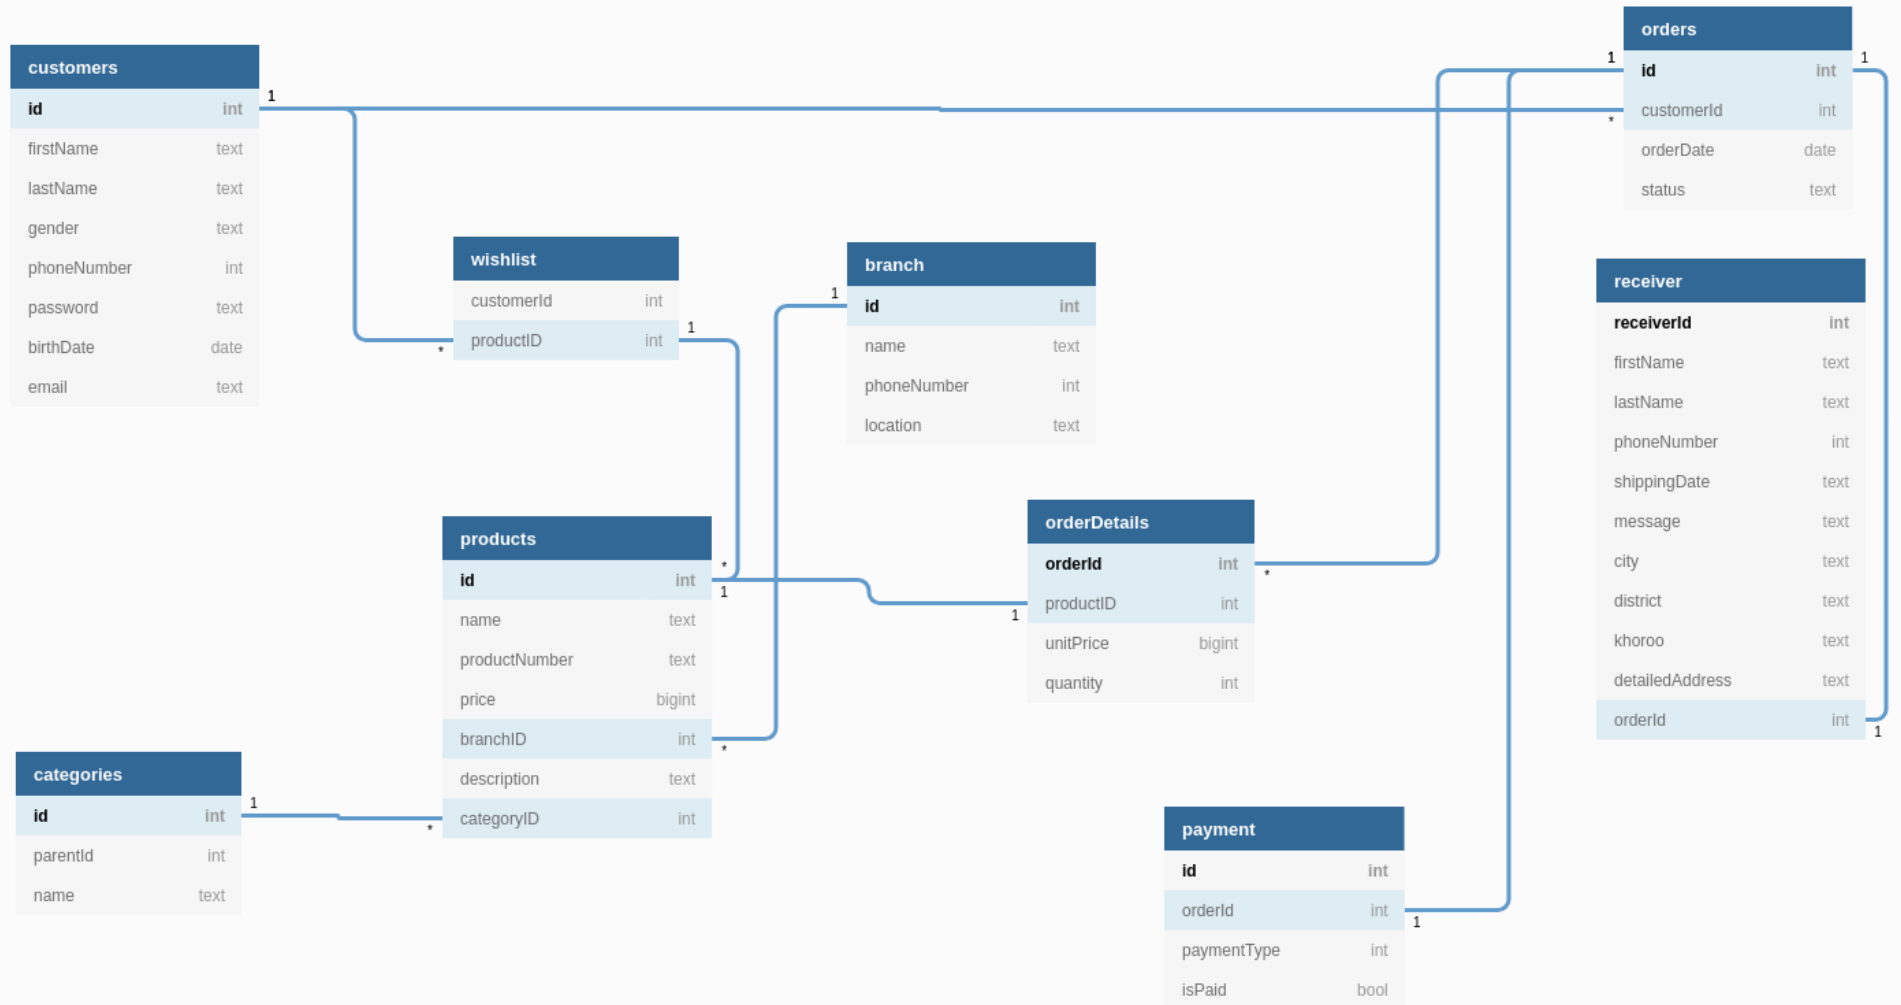 customers
id int
firstName text
lastName text
gender text
phoneNumber int
password text
birthDate date
email text
1
*
wishlist
customerId int
productID int
1
*
branch
id int
name text
phoneNumber int
location text
1
orders
id int
customerId int
orderDate date
status text
1
1
*
receiver
receiverId int
firstName text
lastName text
phoneNumber int
shippingDate text
message text
city text
district text
khoroo text
detailedAddress text
orderId int
1
products
id int
name text
productNumber text
price bigint
branchID int
description text
categoryID int
*
1
*
*
orderDetails
orderId int
productID int
unitPrice bigint
quantity int
*
1
categories
id int
parentId int
name text
1
payment
id int
orderId int
paymentType int
isPaid bool
1